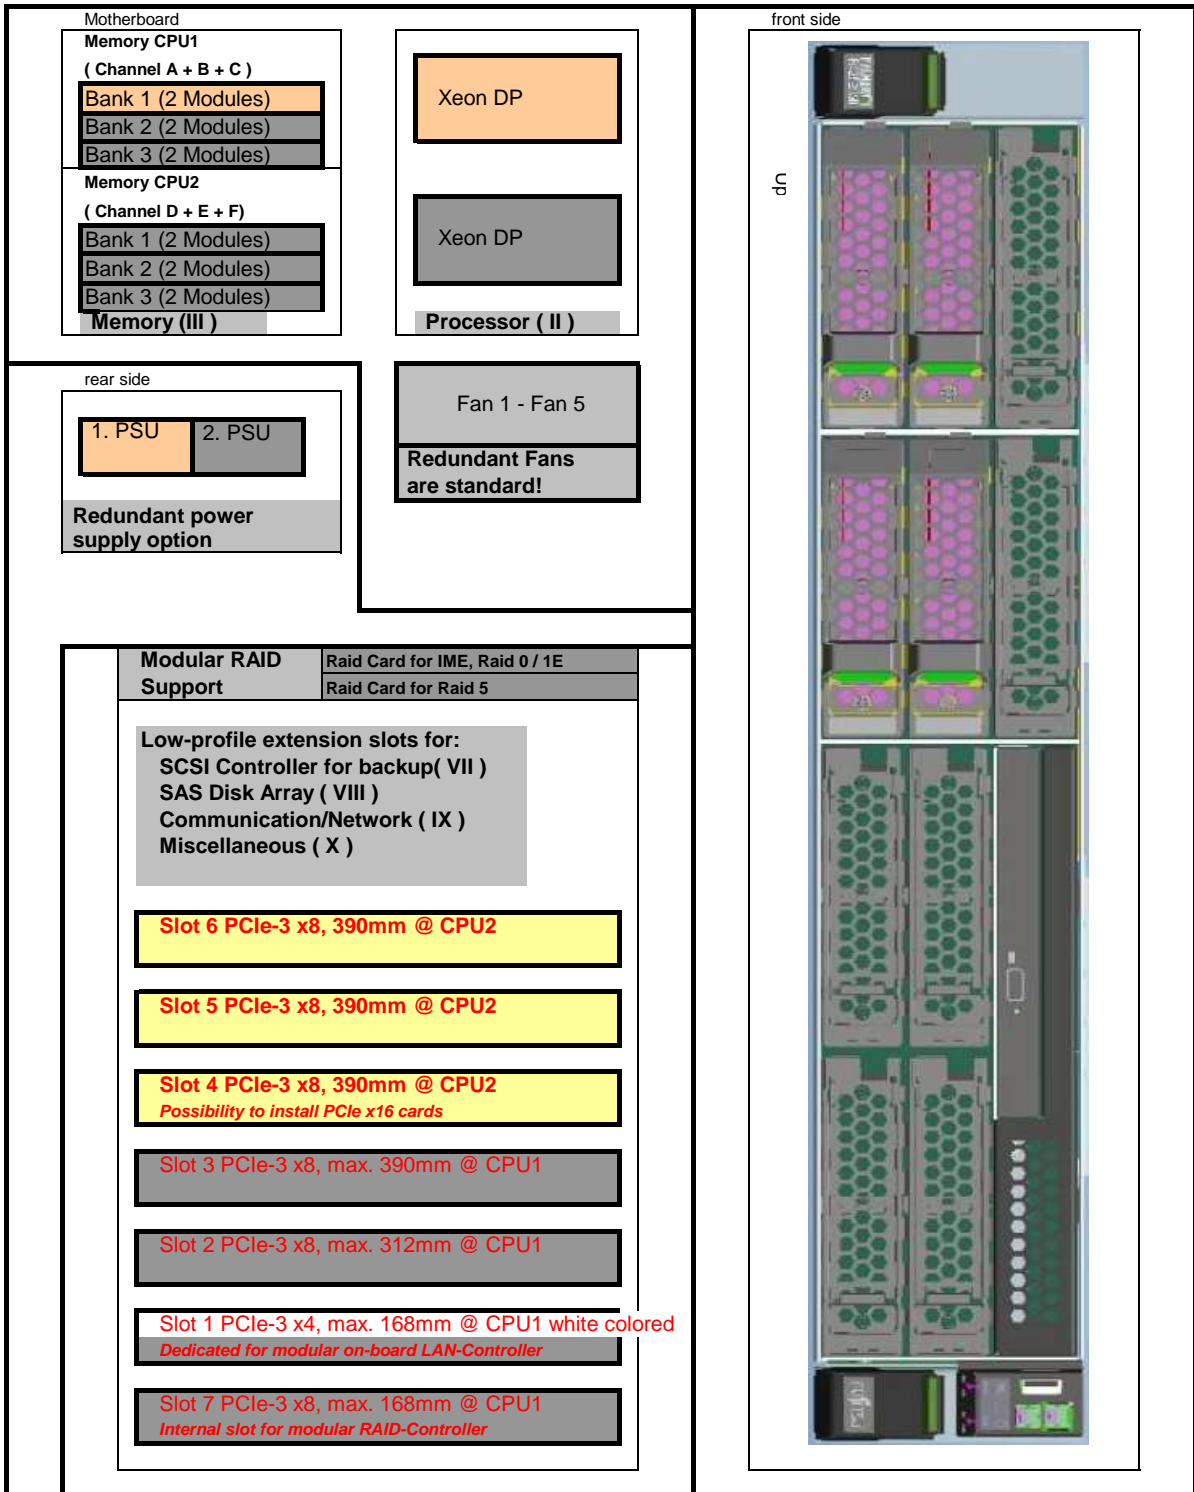 Motherboard
Memory CPU1
( Channel A + B + C )
Bank 1 (2 Modules)
Bank 2 (2 Modules)
Bank 3 (2 Modules)
Memory CPU2
( Channel D + E + F)
Bank 1 (2 Modules)
Bank 2 (2 Modules)
Bank 3 (2 Modules)
Memory (III )
Xeon DP
Xeon DP
Processor ( II )
rear side
1. PSU
2. PSU
Redundant power
supply option
Fan 1 - Fan 5
Redundant Fans
are standard!
Modular RAID
Support
Raid Card for IME, Raid 0 / 1E
Raid Card for Raid 5
Low-profile extension slots for:
SCSI Controller for backup( VII )
SAS Disk Array ( VIII )
Communication/Network ( IX )
Miscellaneous ( X )
Slot 6 PCIe-3 x8, 390mm @ CPU2
Slot 5 PCIe-3 x8, 390mm @ CPU2
Slot 4 PCIe-3 x8, 390mm @ CPU2
Possibility to install PCIe x16 cards
Slot 3 PCIe-3 x8, max. 390mm @ CPU1
Slot 2 PCIe-3 x8, max. 312mm @ CPU1
Slot 1 PCIe-3 x4, max. 168mm @ CPU1 white colored
Dedicated for modular on-board LAN-Controller
Slot 7 PCIe-3 x8, max. 168mm @ CPU1
Internal slot for modular RAID-Controller
front side
up